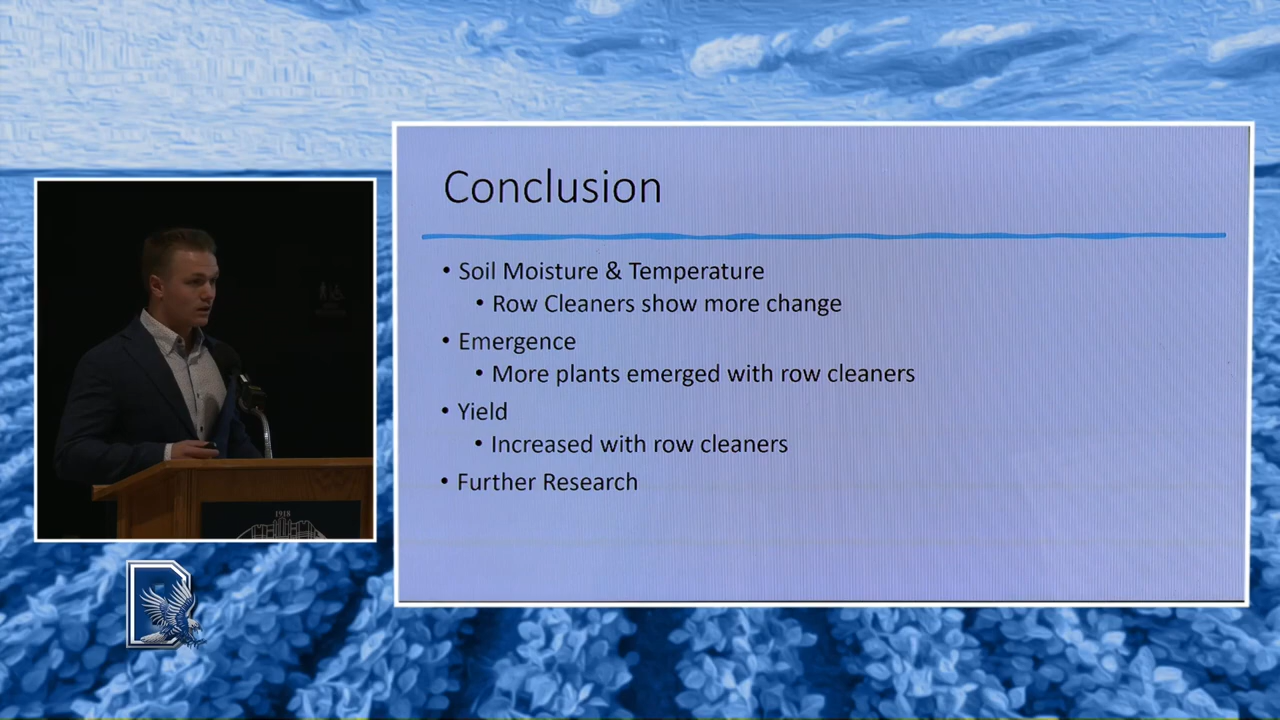 Conclusion
• Soil Moisture & Temperature
• Row Cleaners show more change
• Emergence
• More plants emerged with row cleaners
• Yield
• Increased with row cleaners
• Further Research
1918
D